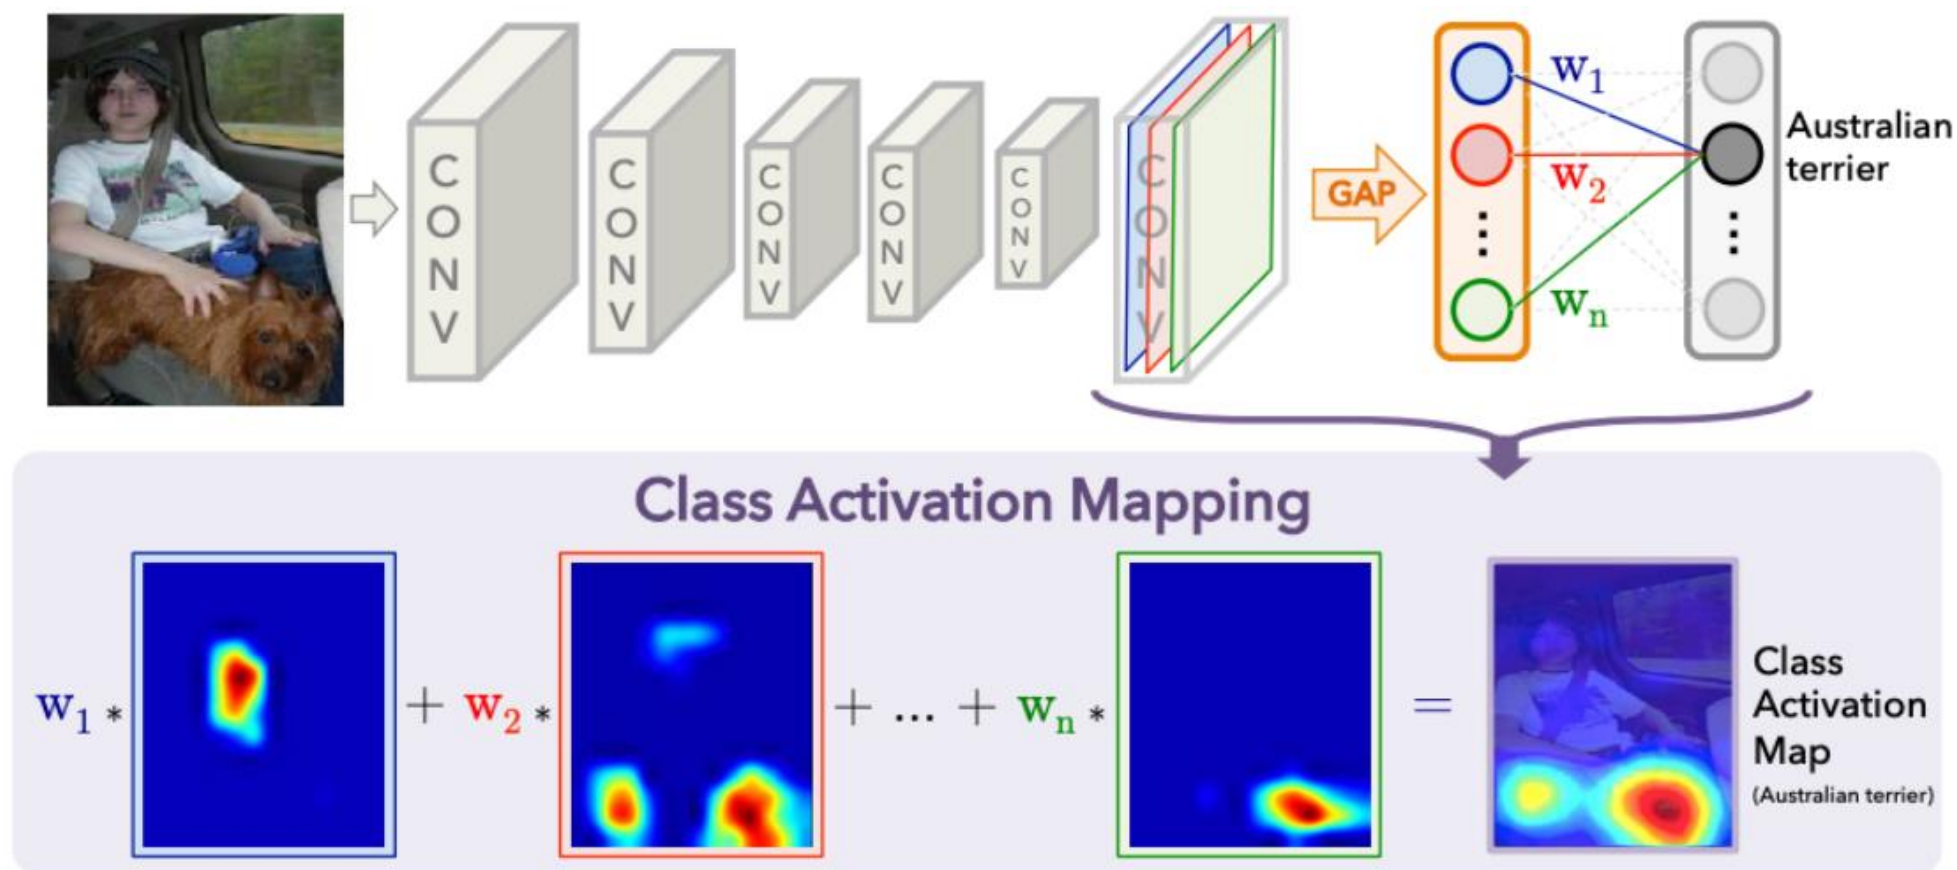 CONV
CONV
CONV
CONV
CONV
CONV
GAP
w1
w2
⋮
wn
⋮
Australian
terrier
Class Activation Mapping
w1 * + w2 * + ... + wn * =
Class
Activation
Map
(Australian terrier)